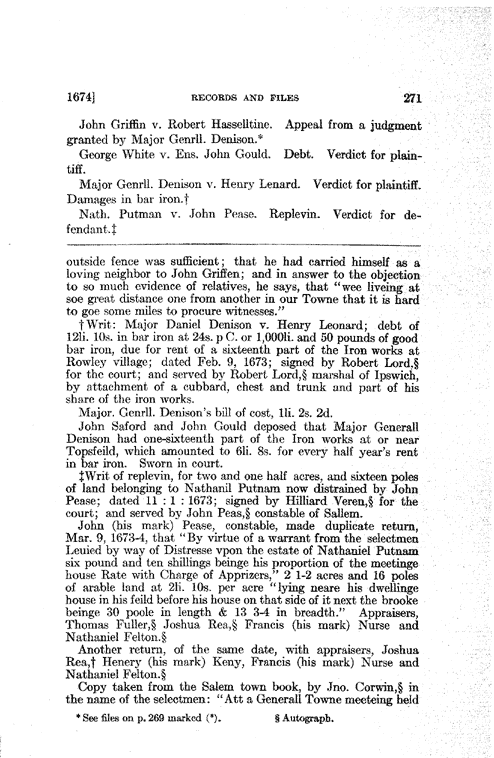 1674] RECORDS AND FILES 271
John Griffin v. Robert Hasselltine. Appeal from a judgment
granted by Major Genrll. Denison.*
George White v. Ens. John Gould. Debt. Verdict for plain-
tiff.
Major Genrll. Denison v. Henry Lenard. Verdict for plaintiff.
Damages in bar iron.†
Nath. Putman v. John Pease. Replevin. Verdict for de-
fendant.‡
outside fence was sufficient; that he had carried himself as a
loving neighbor to John Griffen; and in answer to the objection
to so much evidence of relatives, he says, that "wee liveing at
soe great distance one from another in our Towne that it is hard
to goe some miles to procure witnesses."
†Writ: Major Daniel Denison v. Henry Leonard; debt of
12li. 10s. in bar iron at 24s. p C. or 1,000li. and 50 pounds of good
bar iron, due for rent of a sixteenth part of the Iron works at
Rowley village; dated Feb. 9, 1673; signed by Robert Lord,§
for the court; and served by Robert Lord,§ marshal of Ipswich,
by attachment of a cubbard, chest and trunk and part of his
share of the iron works.
Major. Genrll. Denison's bill of cost, 1li. 2s. 2d.
John Saford and John Gould deposed that Major Generall
Denison had one-sixteenth part of the Iron works at or near
Topsfeild, which amounted to 6li. 8s. for every half year's rent
in bar iron. Sworn in court.
‡Writ of replevin, for two and one half acres, and sixteen poles
of land belonging to Nathanil Putnam now distrained by John
Pease; dated 11 : 1 : 1673; signed by Hilliard Veren,§ for the
court; and served by John Peas,§ constable of Sallem.
John (his mark) Pease, constable, made duplicate return,
Mar. 9, 1673-4, that "By virtue of a warrant from the selectmen
Leuied by way of Distresse vpon the estate of Nathaniel Putnam
six pound and ten shillings beinge his proportion of the meetinge
house Rate with Charge of Apprizers," 2 1-2 acres and 16 poles
of arable land at 2li. 10s. per acre "lying neare his dwellinge
house in his feild before his house on that side of it next the brooke
beinge 30 poole in length & 13 3-4 in breadth." Appraisers,
Thomas Fuller,§ Joshua Rea,§ Francis (his mark) Nurse and
Nathaniel Felton.§
Another return, of the same date, with appraisers, Joshua
Rea,† Henery (his mark) Keny, Francis (his mark) Nurse and
Nathaniel Felton.§
Copy taken from the Salem town book, by Jno. Corwin,§ in
the name of the selectmen: "Att a Generall Towne meeteing held
* See files on p. 269 marked (*). § Autograph.